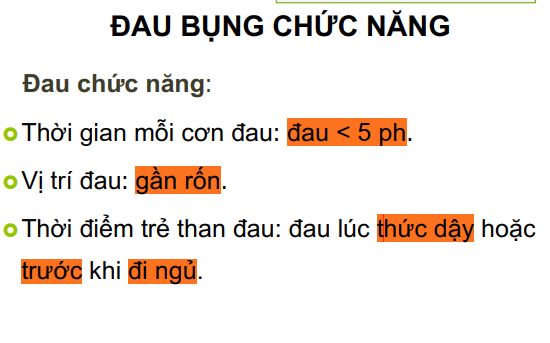 ĐAU BỤNG CHỨC NĂNG
Đau chức năng:
Thời gian mỗi cơn đau: đau < 5 ph.
Vị trí đau: gần rốn.
Thời điểm trẻ than đau: đau lúc thức dậy hoặc
trước khi đi ngủ.